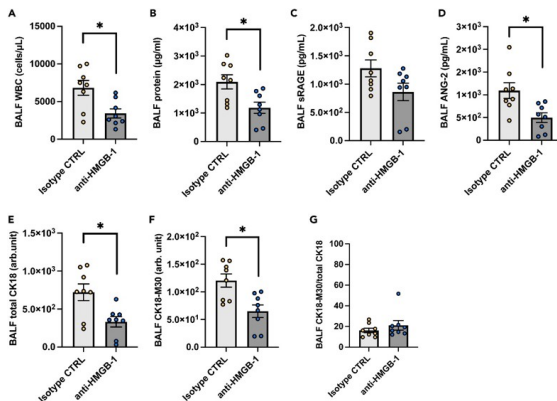 A
*
BALF WBC (cells/µL)
15000
10000
5000
0
Isotype CTRL
anti-HMGB-1
B
*
BALF protein (µg/ml)
4×10³
3×10³
2×10³
1×10³
0
Isotype CTRL
anti-HMGB-1
C
BALF sRAGE (pg/mL)
2×10³
2×10³
1×10³
5×10²
0
Isotype CTRL
anti-HMGB-1
D
*
BALF ANG-2 (pg/mL)
2×10³
1×10³
5×10²
0
Isotype CTRL
anti-HMGB-1
E
*
BALF total CK18 (arb.unit)
1.5×10³
1.0×10³
5.0×10²
0
Isotype CTRL
anti-HMGB-1
F
*
BALF CK18-M30 (arb. unit)
2.0×10²
1.5×10²
1.0×10²
5.0×10¹
0
Isotype CTRL
anti-HMGB-1
G
BALF CK18-M30/total CK18
100
80
60
40
20
0
Isotype CTRL
anti-HMGB-1